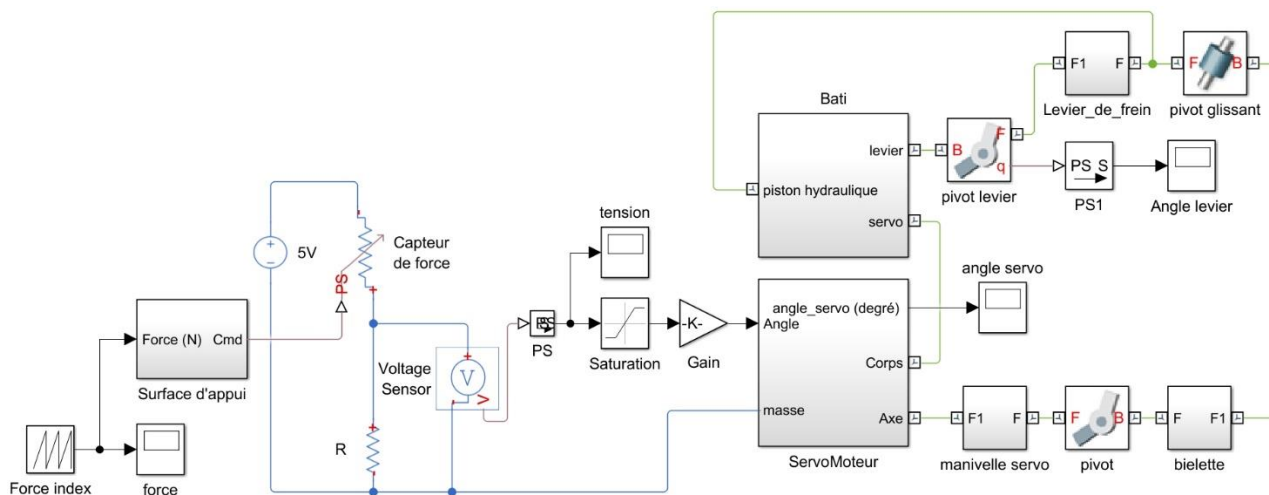 Bati
levier
piston hydraulique
servo
B
F
q
pivot levier
F1
F
Levier_de_frein
F
B
pivot glissant
PS S
PS1
Angle levier
5V
Capteur
de force
PS
tension
Force (N)
Cmd
Surface d'appui
Force index
force
R
Voltage
Sensor
V
V
PS
Saturation
-K-
Gain
angle_servo (degré)
Angle
Corps
masse
Axe
ServoMoteur
angle servo
F1
F
manivelle servo
F
B
pivot
F
F1
bielette